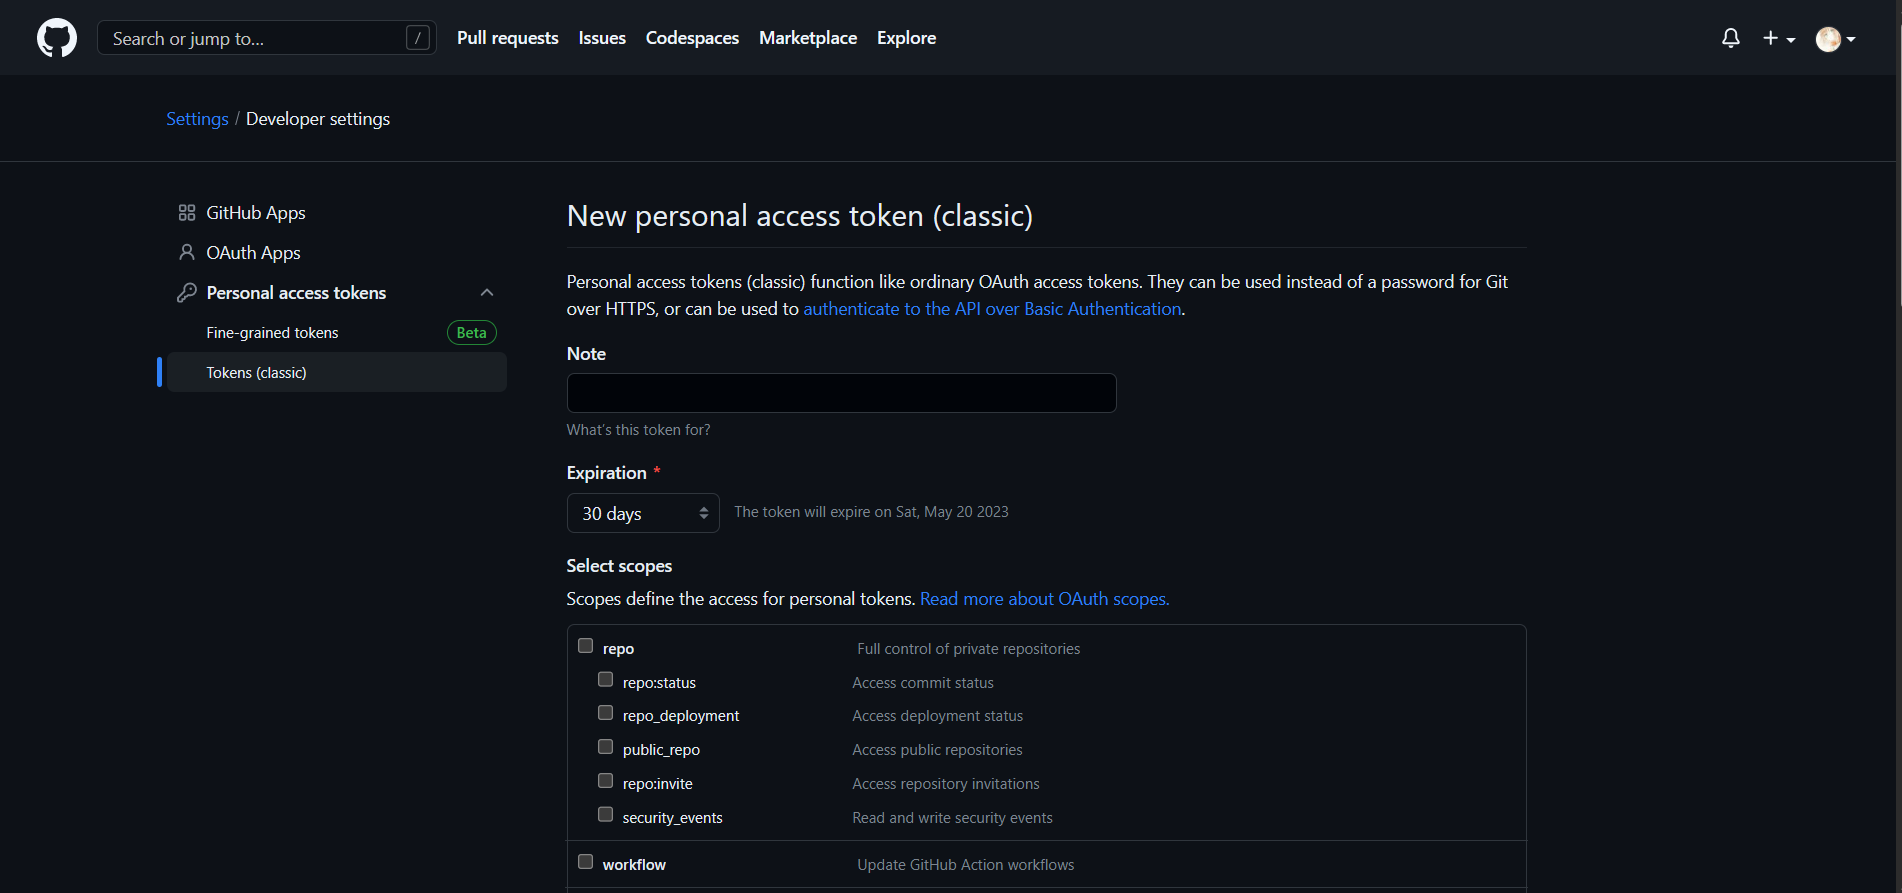 Search or jump to... /
Pull requests Issues Codespaces Marketplace Explore
Settings / Developer settings
GitHub Apps
OAuth Apps
Personal access tokens
Fine-grained tokens Beta
Tokens (classic)
New personal access token (classic)
Personal access tokens (classic) function like ordinary OAuth access tokens. They can be used instead of a password for Git
over HTTPS, or can be used to authenticate to the API over Basic Authentication.
Note
What's this token for?
Expiration *
30 days The token will expire on Sat, May 20 2023
Select scopes
Scopes define the access for personal tokens. Read more about OAuth scopes.
repo Full control of private repositories
repo:status Access commit status
repo_deployment Access deployment status
public_repo Access public repositories
repo:invite Access repository invitations
security_events Read and write security events
workflow Update GitHub Action workflows